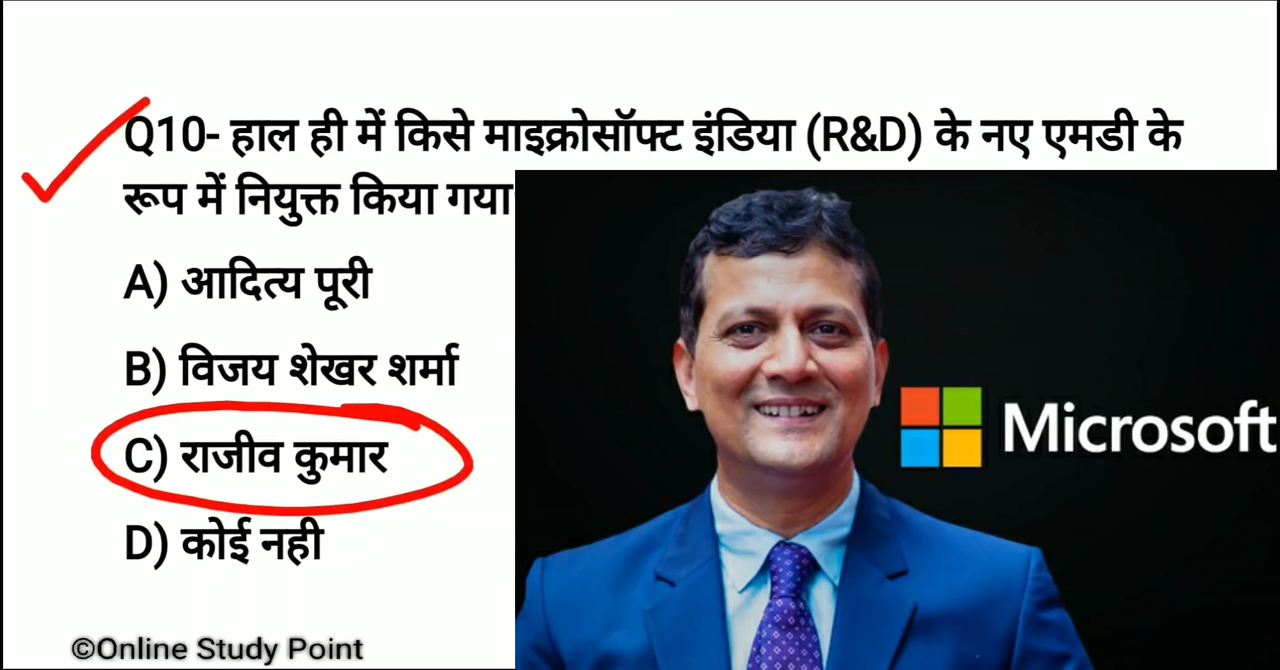 Q10- हाल ही में किसे माइक्रोसॉफ्ट इंडिया (R&D) के नए एमडी के
रूप में नियुक्त किया गया
A) आदित्य पूरी
B) विजय शेखर शर्मा
C) राजीव कुमार
D) कोई नही
Microsoft
©Online Study Point